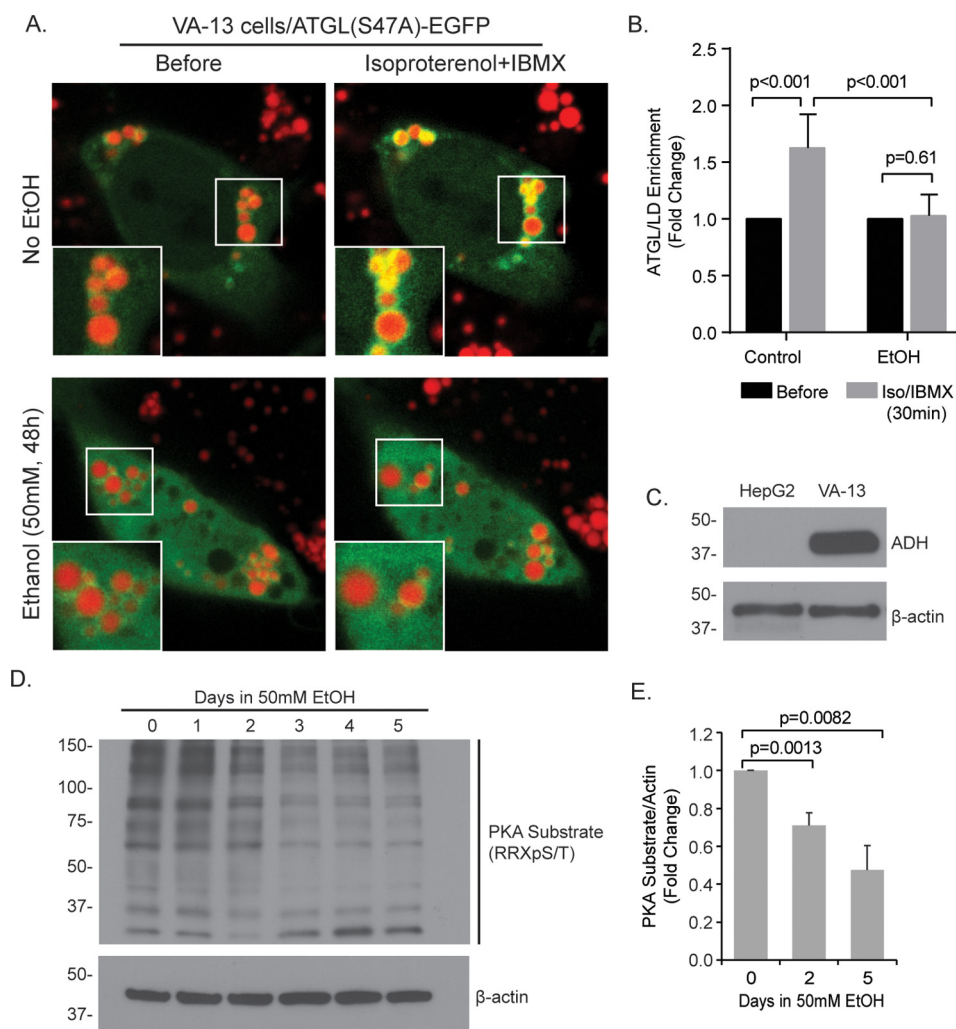 A.
VA-13 cells/ATGL(S47A)-EGFP
Before
Isoproterenol+IBMX
No EtOH
Ethanol (50mM, 48h)
B.
ATGL/LD Enrichment
(Fold Change)
2.5
2.0
1.5
1.0
0.5
0.0
p<0.001
p<0.001
p=0.61
Control
EtOH
Before
Iso/IBMX
(30min)
C.
HepG2
VA-13
50-
37-
ADH
50-
37-
β-actin
D.
Days in 50mM EtOH
0 1 2 3 4 5
150-
100-
75-
50-
37-
PKA Substrate
(RRXpS/T)
50-
37-
β-actin
E.
PKA Substrate/Actin
(Fold Change)
1.2
1.0
0.8
0.6
0.4
0.2
0.0
p=0.0082
p=0.0013
0 2 5
Days in 50mM EtOH